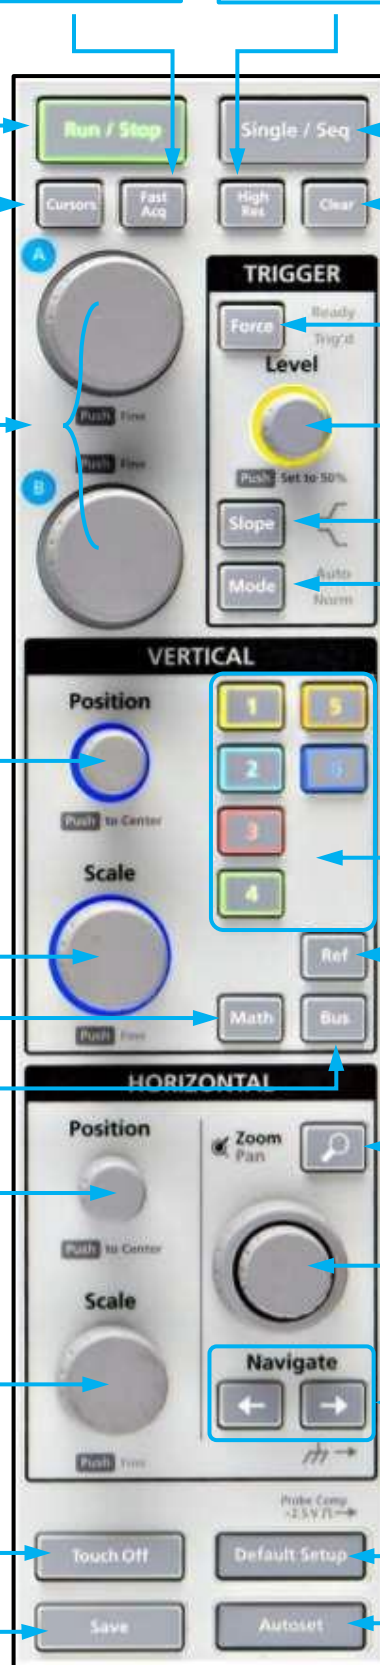 Run / Stop
Single / Seq
Cursors
Fast
Acq
High
Res
Clear
A
TRIGGER
Force
Ready
Trig'd
Level
Push Fine
Push Fine
Push Set to 50%
B
Slope
Mode
Auto
Norm
VERTICAL
Position
1
5
2
6
Push to Center
3
Scale
4
Ref
Math
Bus
Push Fine
HORIZONTAL
Position
Zoom
Pan
Push to Center
Scale
Navigate
Push Fine
Probe Comp
Touch Off
Default Setup
Save
Autoset